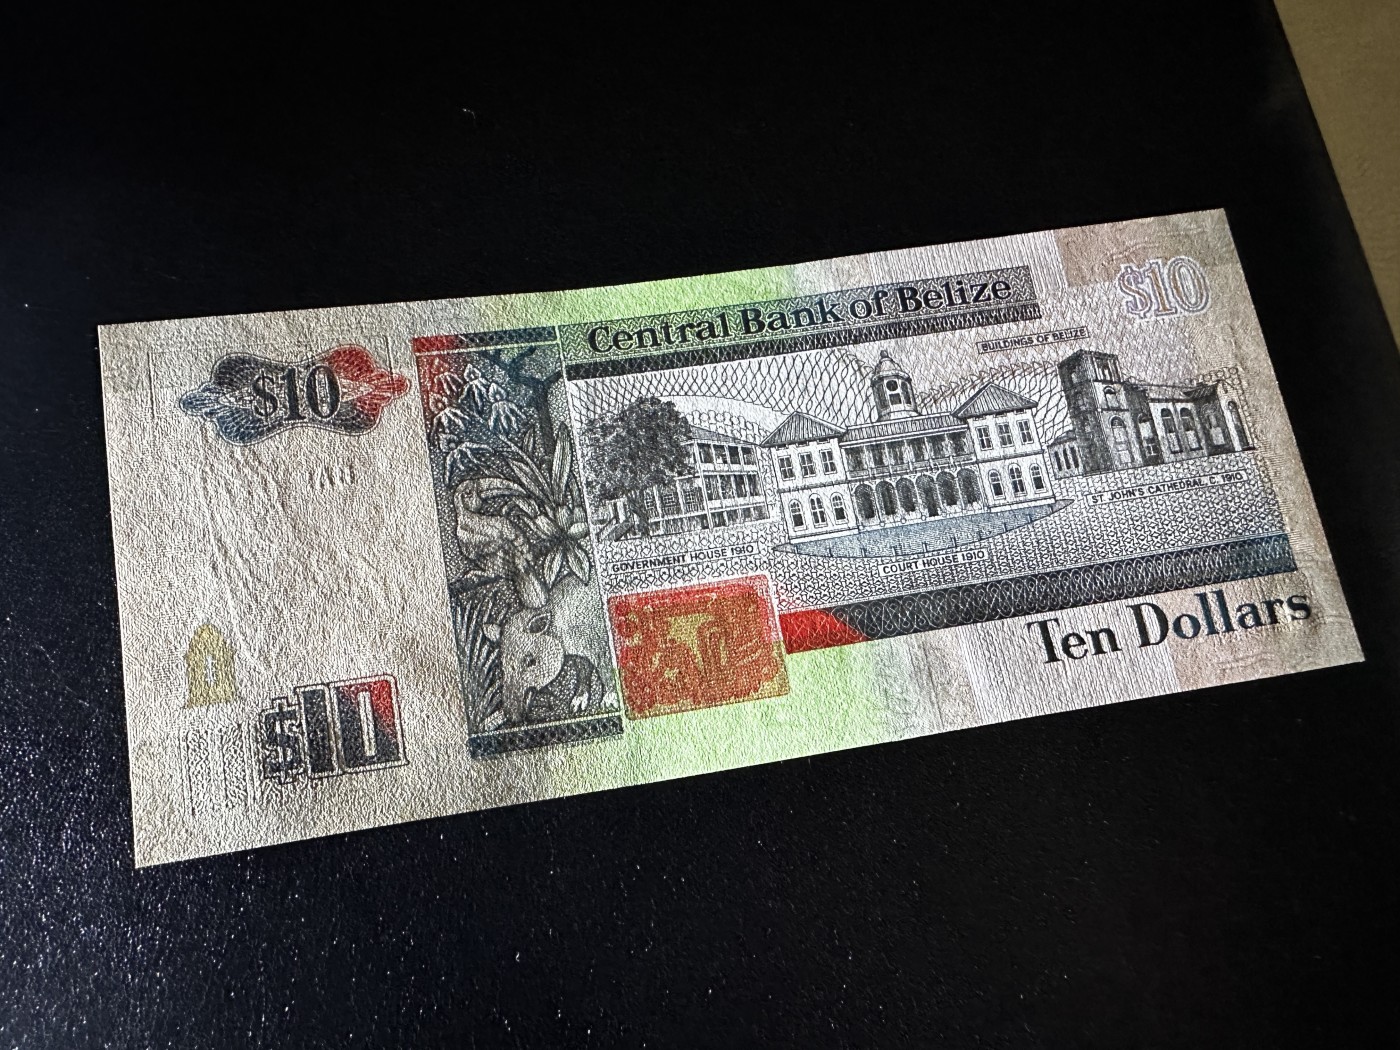 $10
Central Bank of Belize
BUILDINGS OF BELIZE
$10
GOVERNMENT HOUSE 1910
COURT HOUSE 1910
ST JOHN'S CATHEDRAL, C. 1910
$10
Ten Dollars